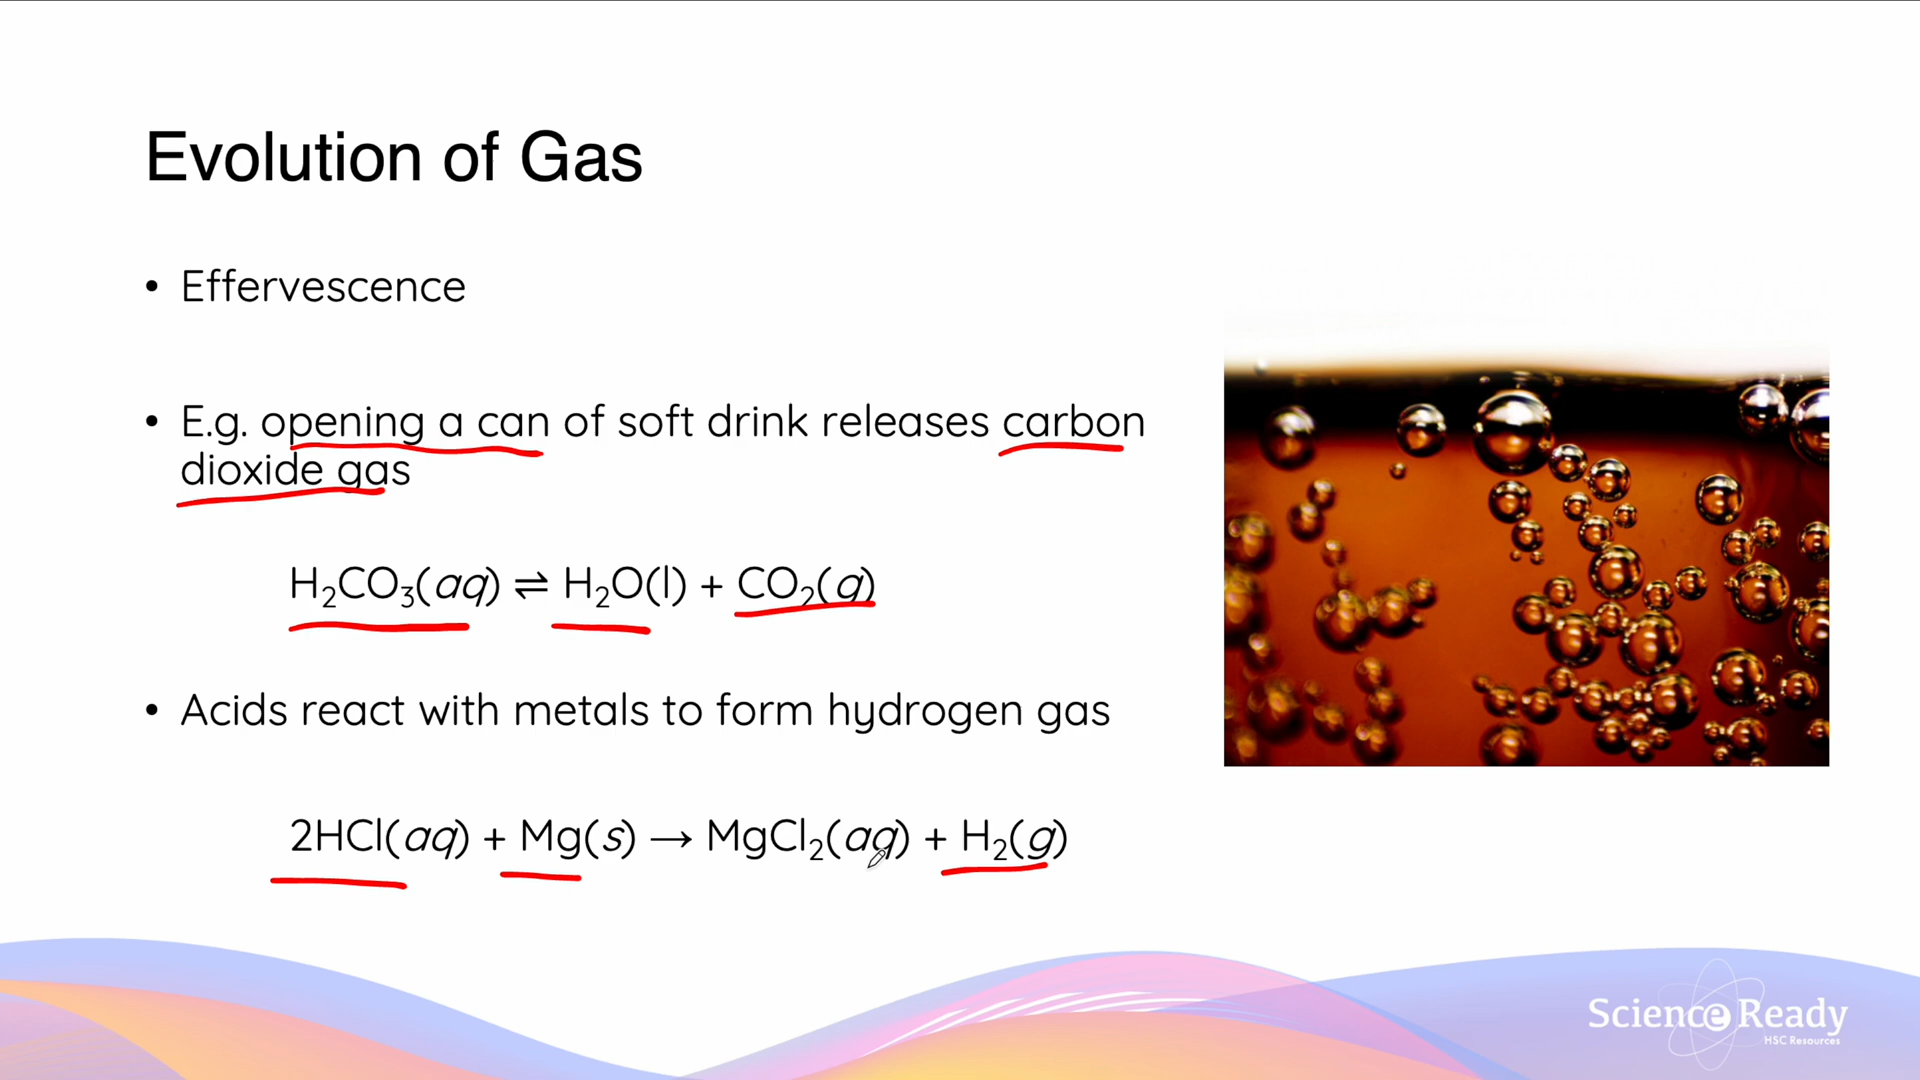 Evolution of Gas
• Effervescence
• E.g. opening a can of soft drink releases carbon
dioxide gas
H₂CO₃(aq) ⇌ H₂O(l) + CO₂(g)
• Acids react with metals to form hydrogen gas
2HCl(aq) + Mg(s) → MgCl₂(aq) + H₂(g)
Science Ready
HSC Resources